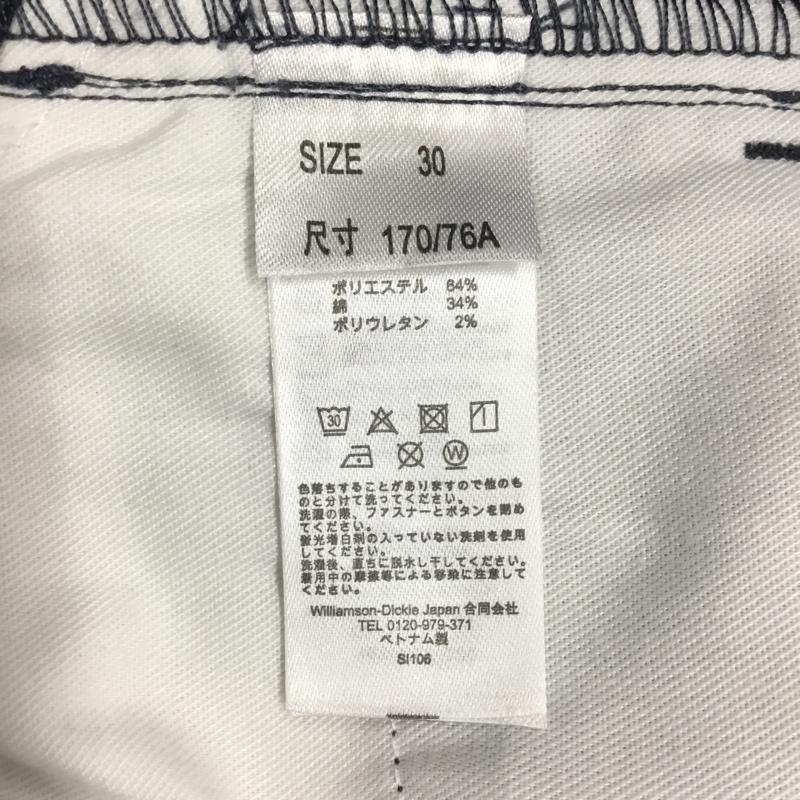 SIZE 30
尺寸 170/76A
ポリエステル 64%
綿 34%
ポリウレタン 2%
30
W
色落ちすることがありますので他のも
のと分けて洗ってください。
洗濯の際、ファスナーとボタンを閉め
てください。
蛍光増白剤の入っていない洗剤を使用
してください。
洗濯後、直ちに脱水し干してください。
着用中の摩擦等による移染に注意して
ください。
Williamson-Dickie Japan 合同会社
TEL 0120-979-371
ベトナム製
SI106